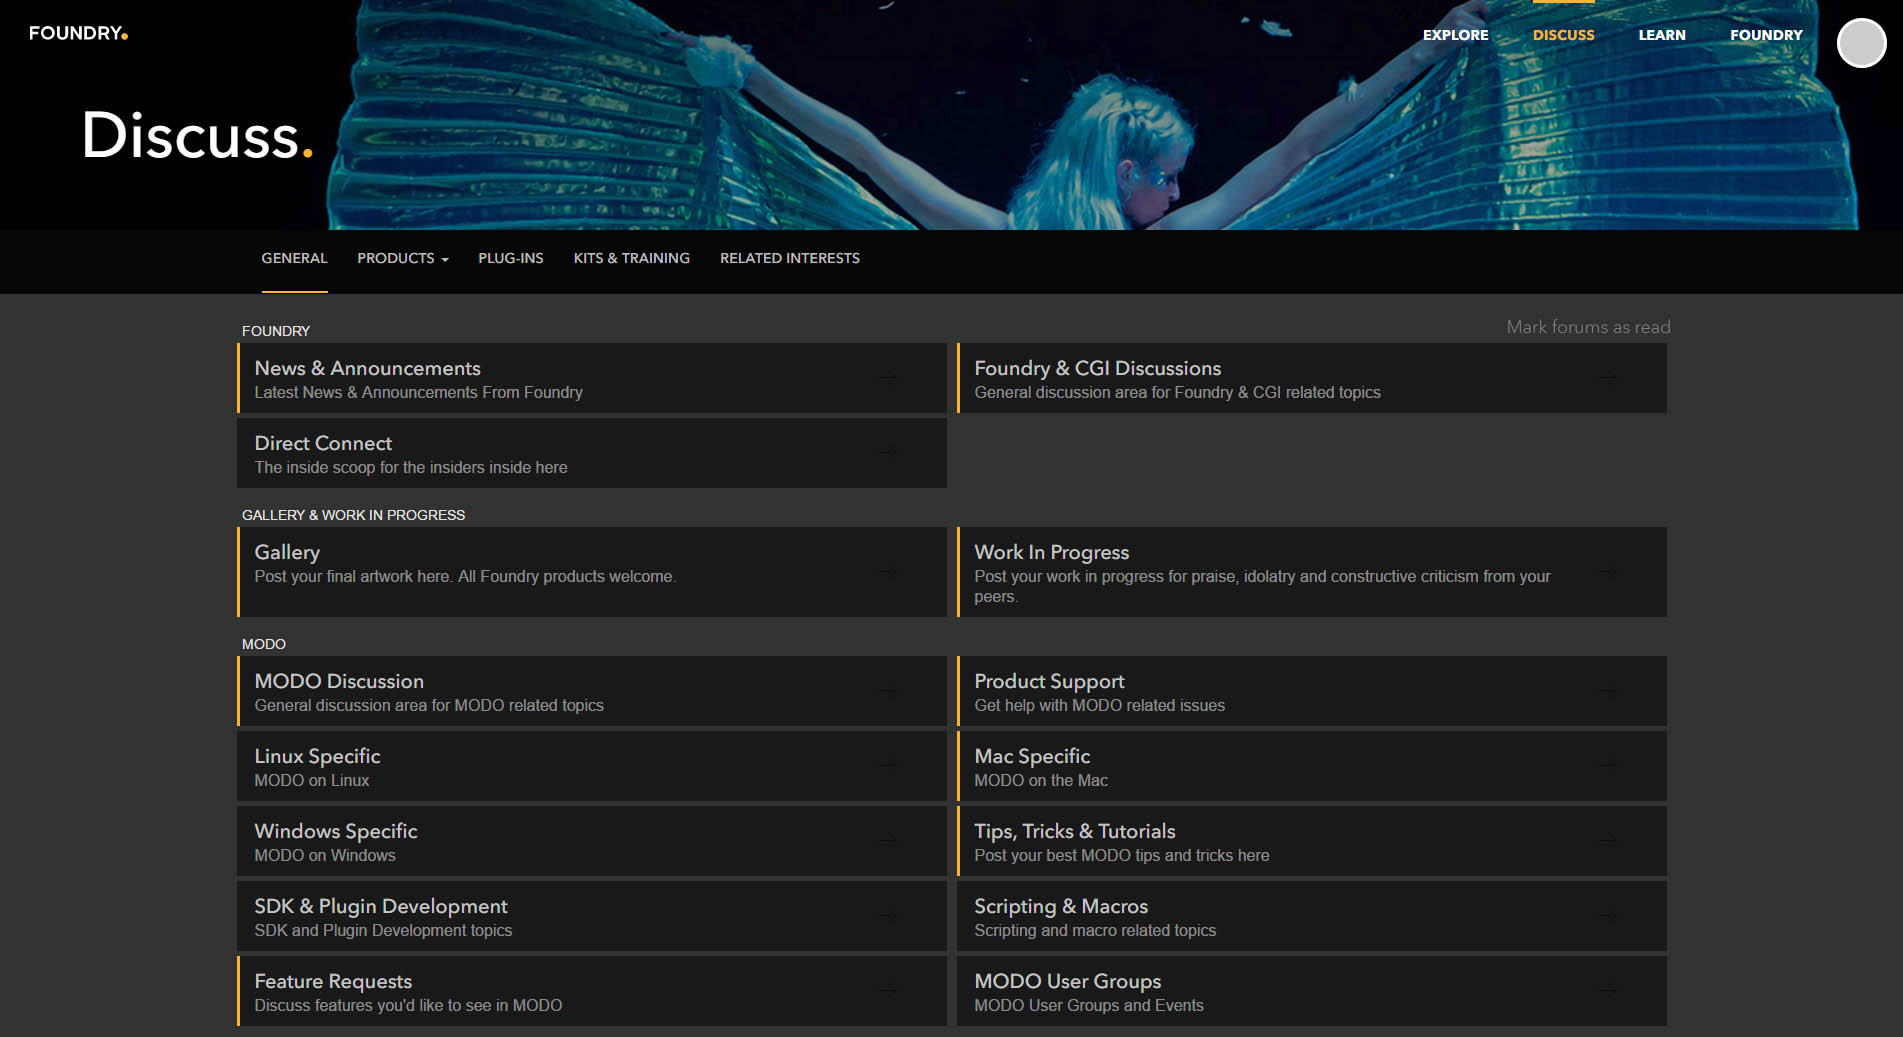 FOUNDRY.
EXPLORE
DISCUSS
LEARN
FOUNDRY
Discuss.
GENERAL
PRODUCTS
PLUG-INS
KITS & TRAINING
RELATED INTERESTS
FOUNDRY
Mark forums as read
News & Announcements
Latest News & Announcements From Foundry
Foundry & CGI Discussions
General discussion area for Foundry & CGI related topics
Direct Connect
The inside scoop for the insiders inside here
GALLERY & WORK IN PROGRESS
Gallery
Post your final artwork here. All Foundry products welcome.
Work In Progress
Post your work in progress for praise, idolatry and constructive criticism from your
peers.
MODO
MODO Discussion
General discussion area for MODO related topics
Product Support
Get help with MODO related issues
Linux Specific
MODO on Linux
Mac Specific
MODO on the Mac
Windows Specific
MODO on Windows
Tips, Tricks & Tutorials
Post your best MODO tips and tricks here
SDK & Plugin Development
SDK and Plugin Development topics
Scripting & Macros
Scripting and macro related topics
Feature Requests
Discuss features you'd like to see in MODO
MODO User Groups
MODO User Groups and Events